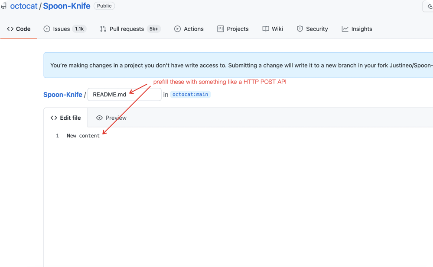 octocat / Spoon-Knife Public
Code Issues 1.1k Pull requests 5k+ Actions Projects Wiki Security Insights
You're making changes in a project you don't have write access to. Submitting a change will write it to a new branch in your fork Justineo/Spoon-
prefill these with something like a HTTP POST API
Spoon-Knife / README.md in octocat:main
Edit file Preview
1 New content